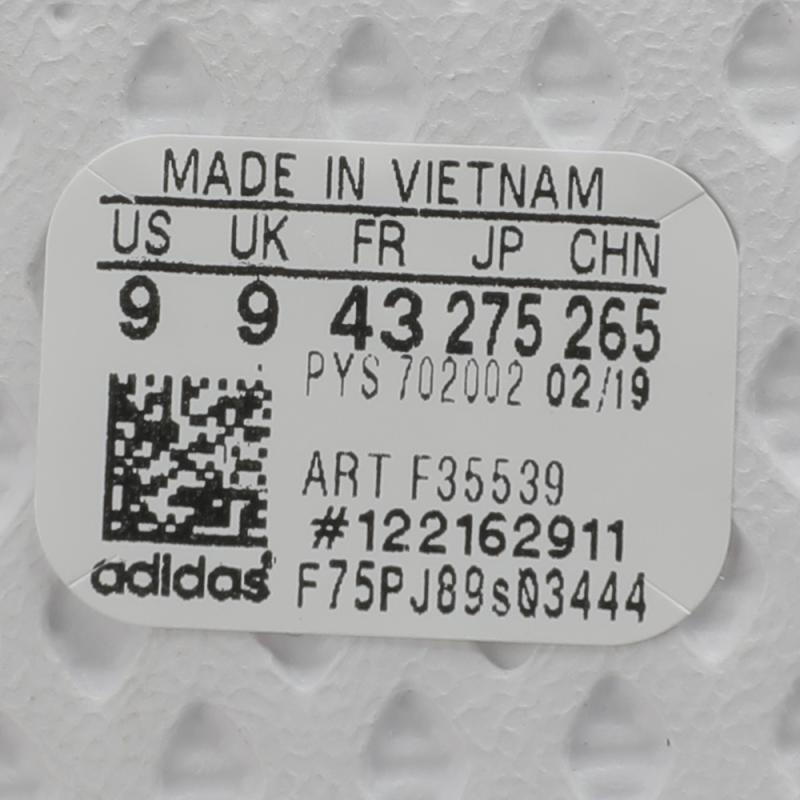 MADE IN VIETNAM
US UK FR JP CHN
9 9 43 275 265
PYS 702002 02/19
ART F35539
#122162911
adidas F75PJ89s03444